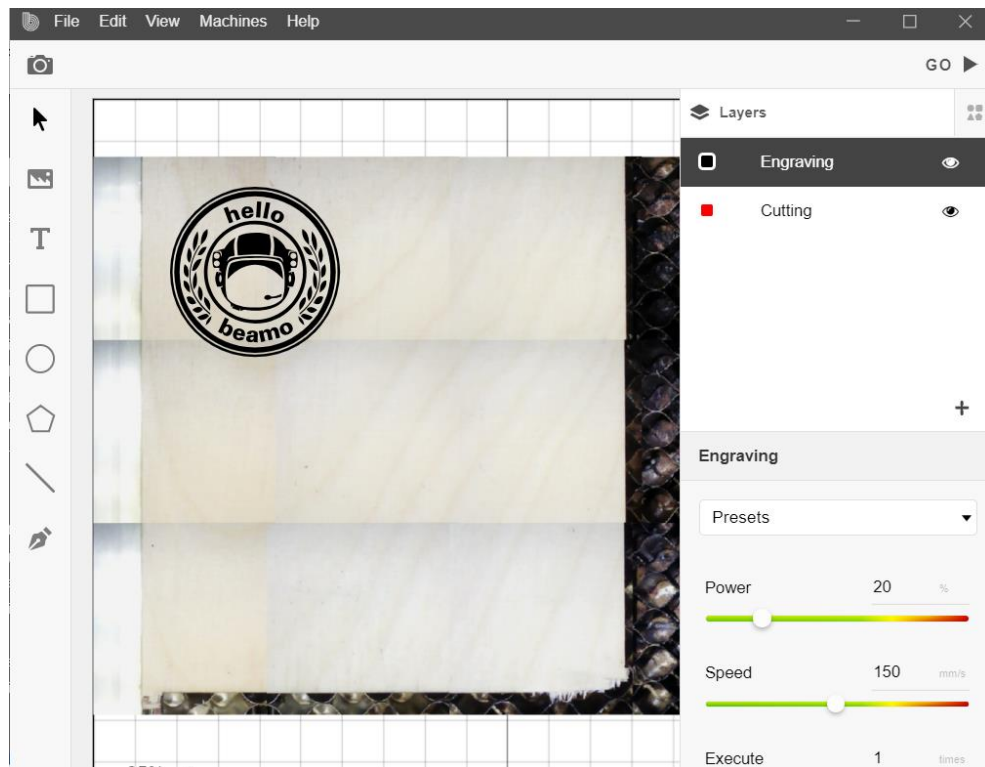 File Edit View Machines Help
GO
Layers
Engraving
Cutting
hello
beamo
Engraving
Presets
Power 20 %
Speed 150 mm/s
Execute 1 times